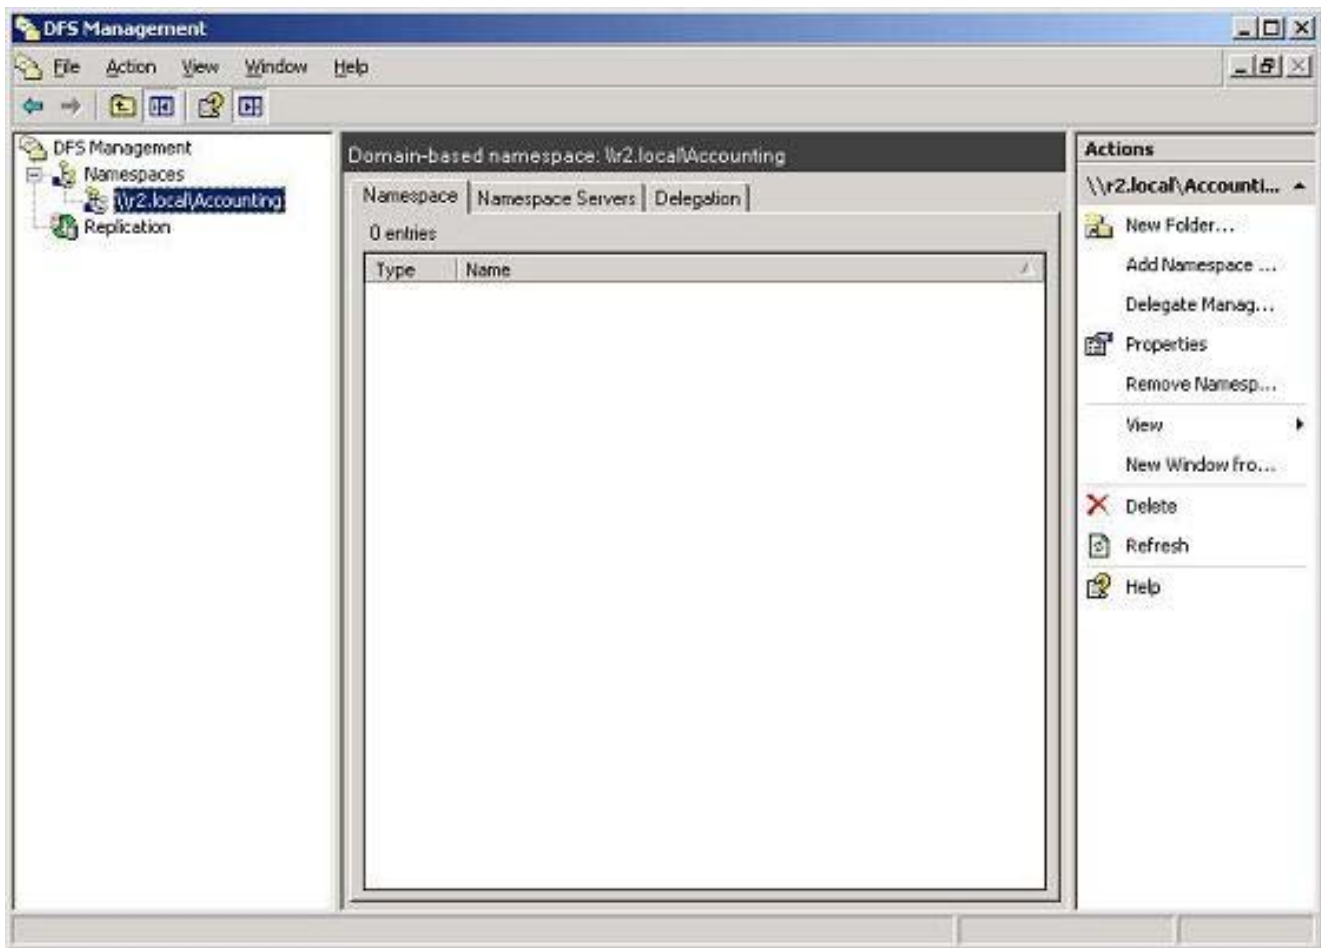 DFS Management
File Action View Window Help
DFS Management
Namespaces
\\r2.local\Accounting
Replication
Domain-based namespace: \\r2.local\Accounting
Namespace Namespace Servers Delegation
0 entries
Type Name
Actions
\\r2.local\Accounti...
New Folder...
Add Namespace ...
Delegate Manag...
Properties
Remove Namesp...
View
New Window fro...
Delete
Refresh
Help